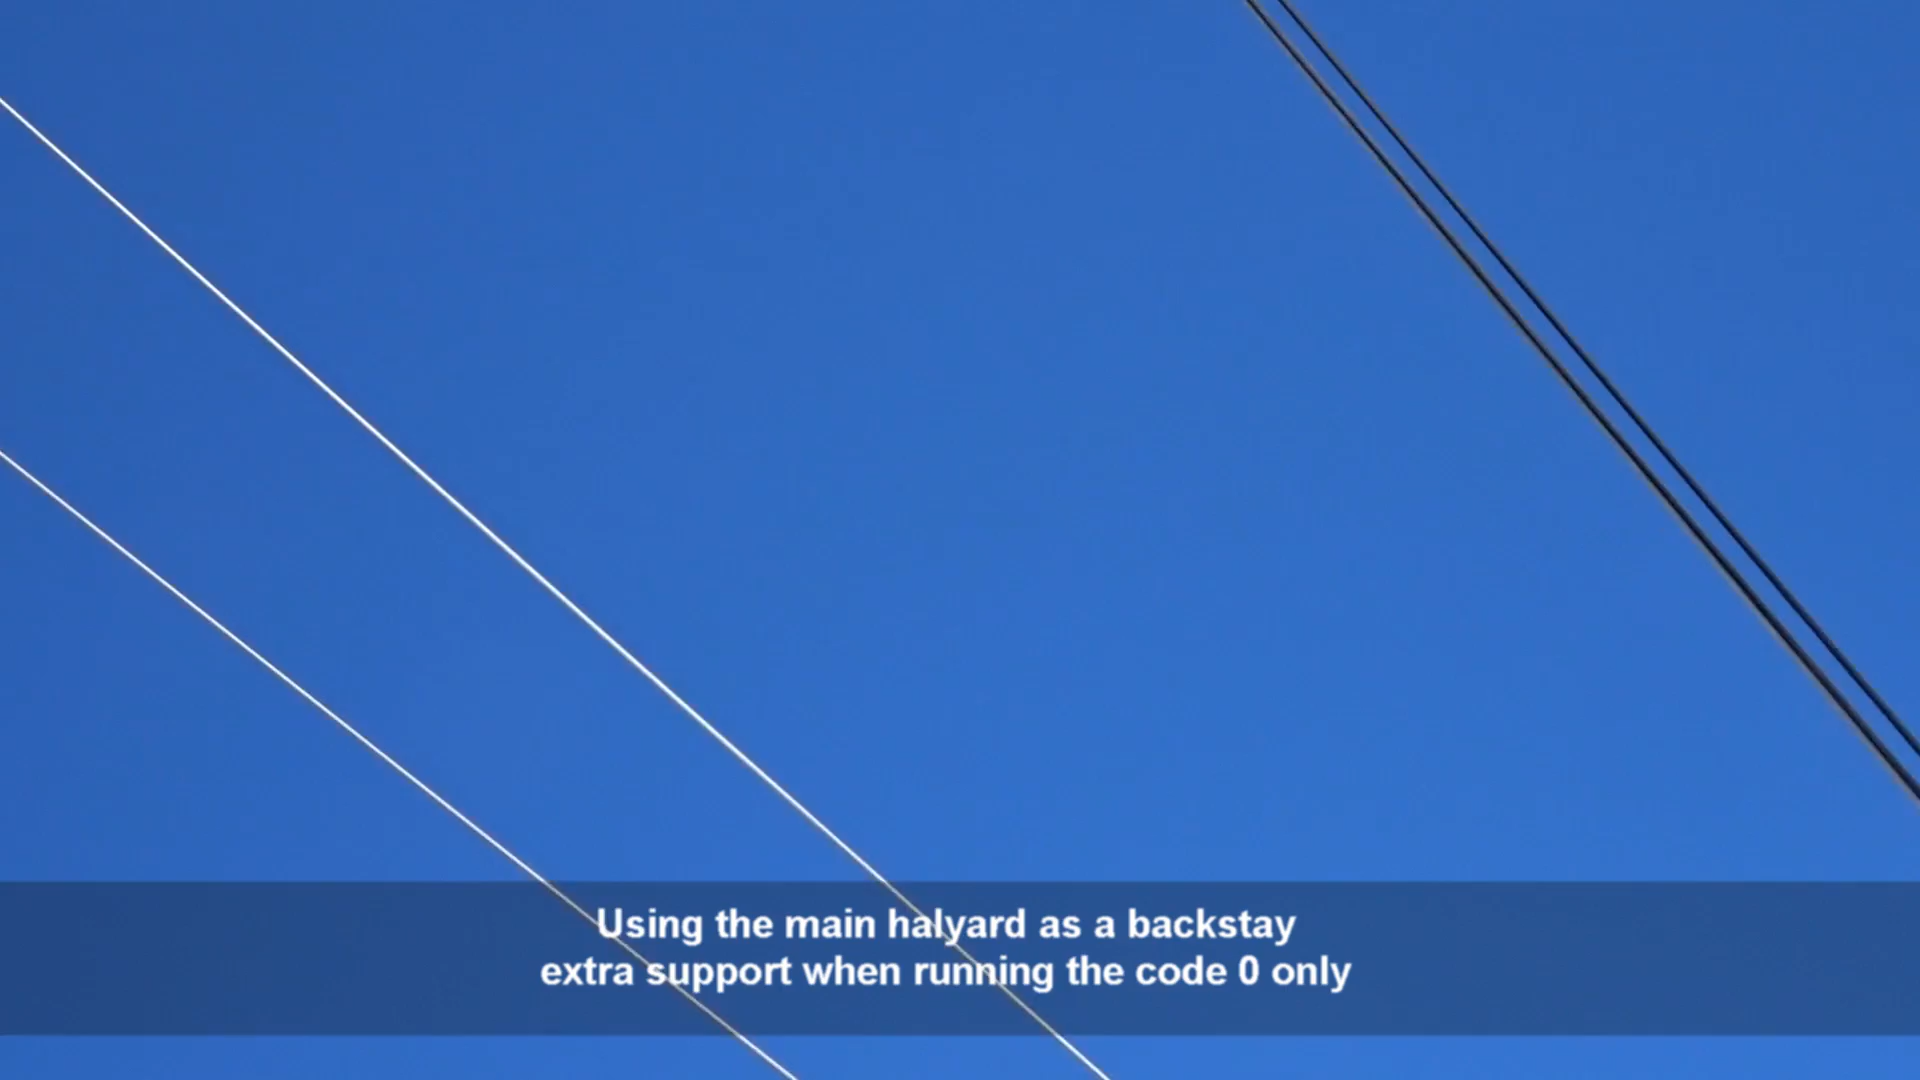 Using the main halyard as a backstay
extra support when running the code 0 only